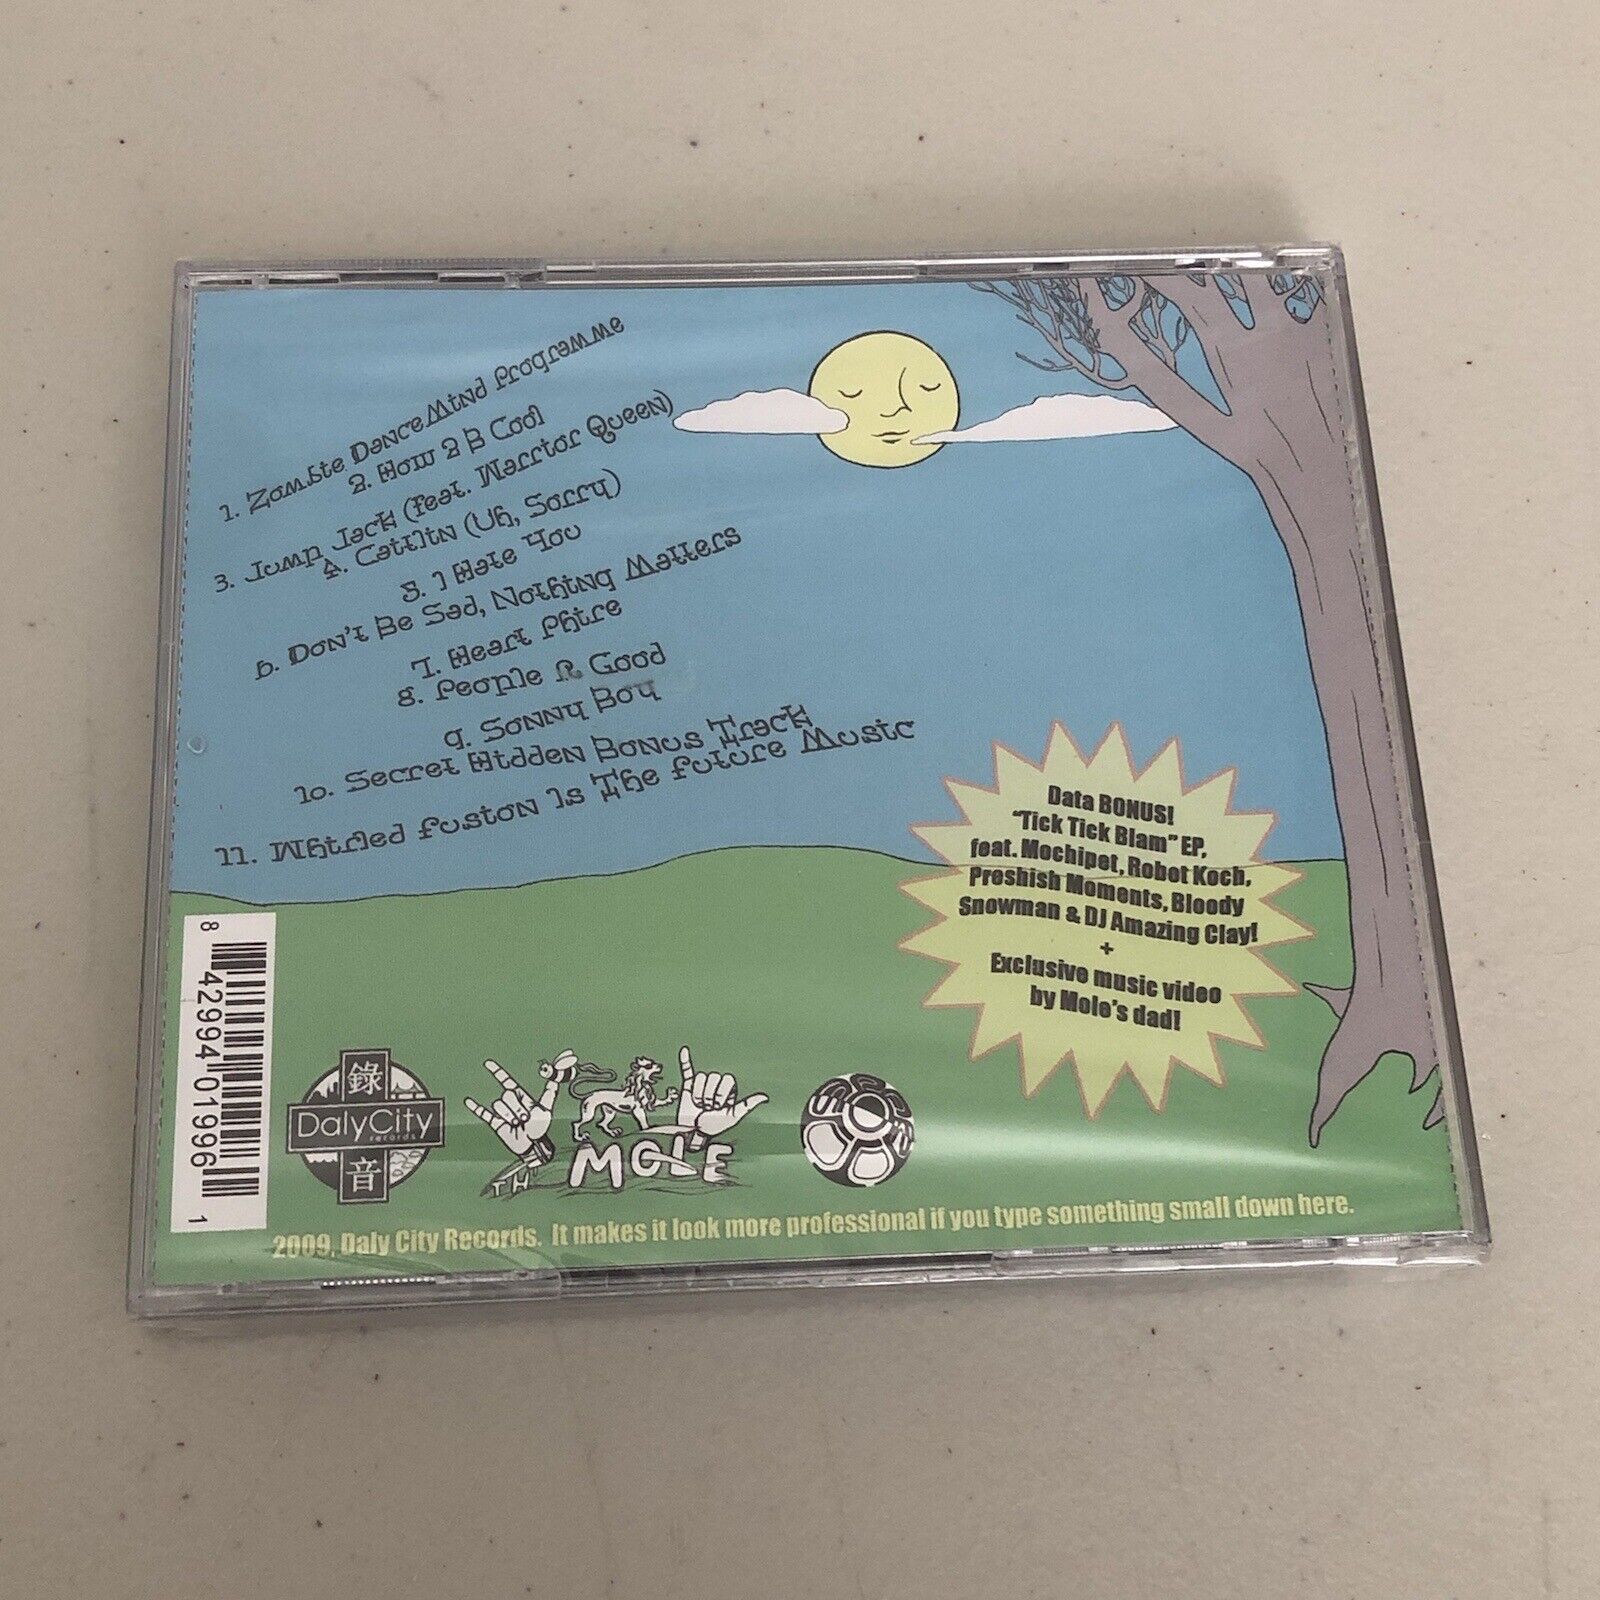 1. Zombie DanceMind Programme
2. How 2 B Cool
3. Jump Jack (feat. Warrior Queen)
4. Caitlin (Uh, Sorry)
5. I Hate You
6. Don't Be Sad, Nothing Matters
7. Heart Phire
8. People R Good
9. Sonny Boy
10. Secret Hidden Bonus Track
11. Whirled Fusion Is The Future Music
Data BONUS!
"Tick Tick Blam" EP,
feat. Mochipet, Robot Koch,
Preshish Moments, Bloody
Snowman & DJ Amazing Clay!
+
Exclusive music video
by Mole's dad!
8 42994 01996 1
錄
DalyCity
records
音
TH MOLE
2009, Daly City Records. It makes it look more professional if you type something small down here.